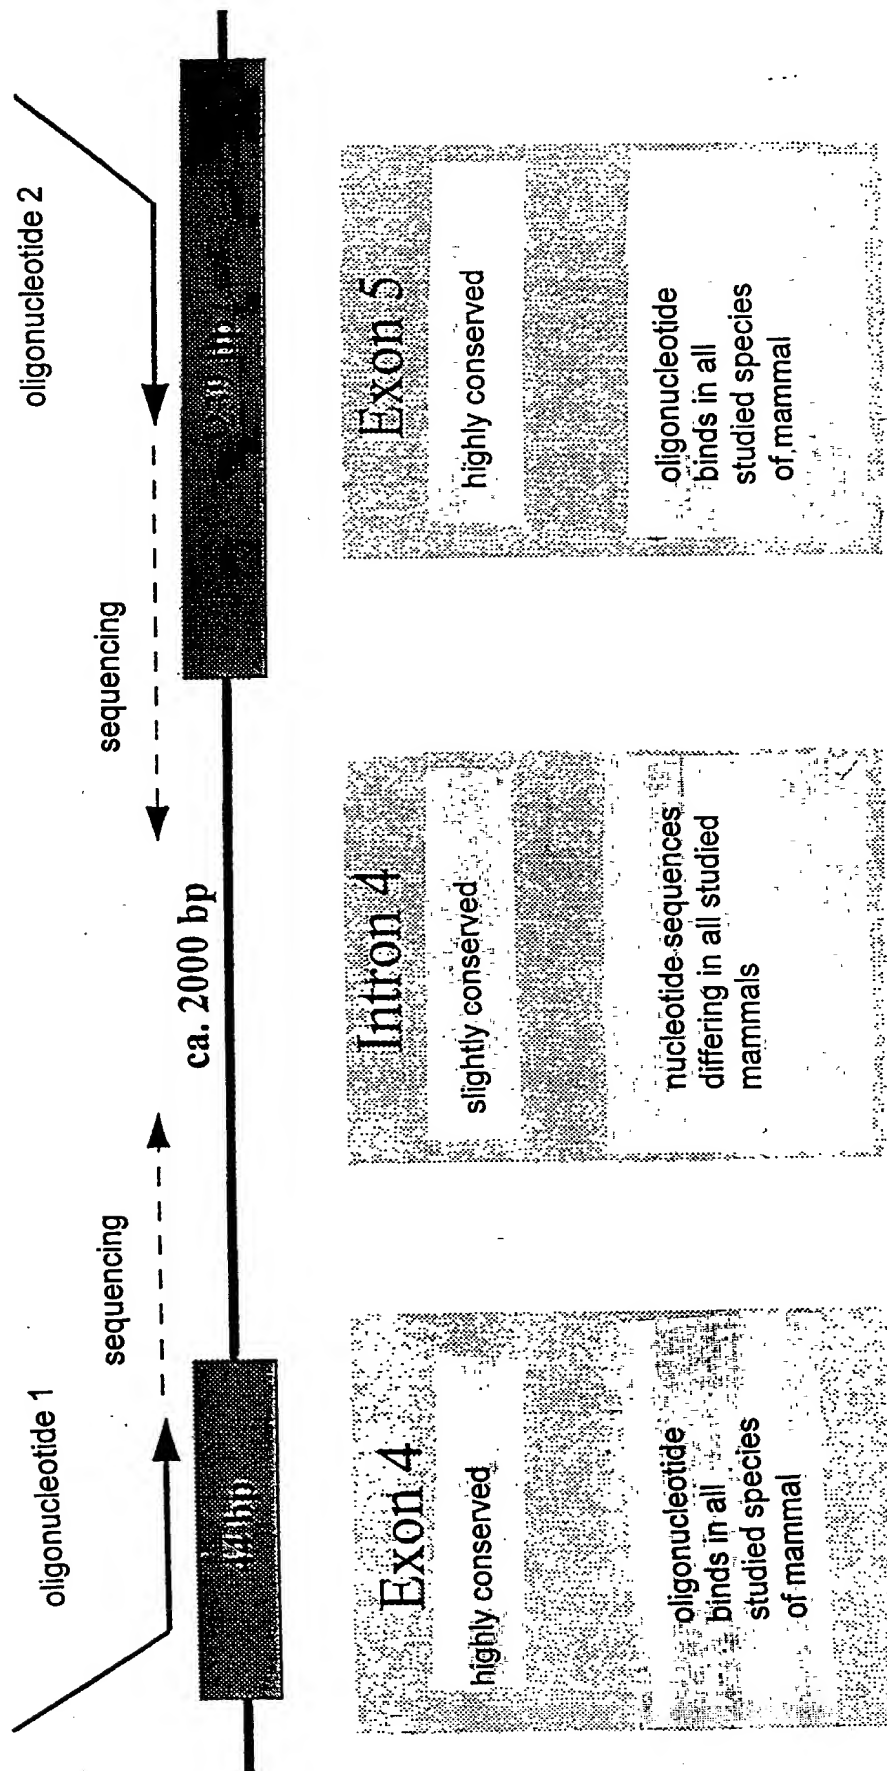 oligonucleotide 1
oligonucleotide 2
sequencing
sequencing
ca. 2000 bp
bp
bp
Exon 4
highly conserved
oligonucleotide
binds in all
studied species
of mammal
Intron 4
slightly conserved
nucleotide sequences
differing in all studied
mammals
Exon 5
highly conserved
oligonucleotide
binds in all
studied species
of mammal